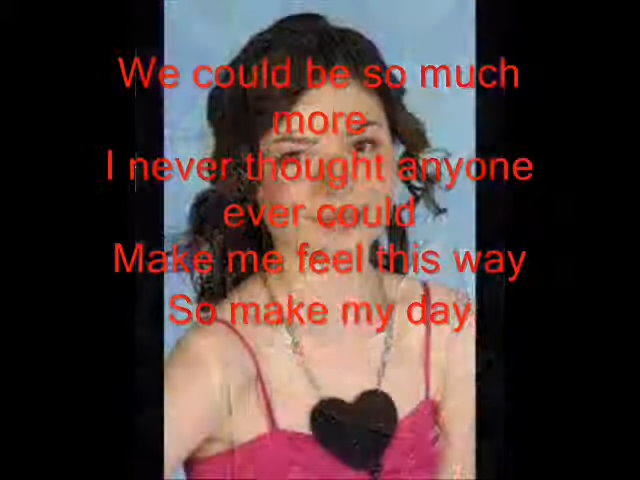 We could be so much
more
I never thought anyone
ever could
Make me feel this way
So make my day